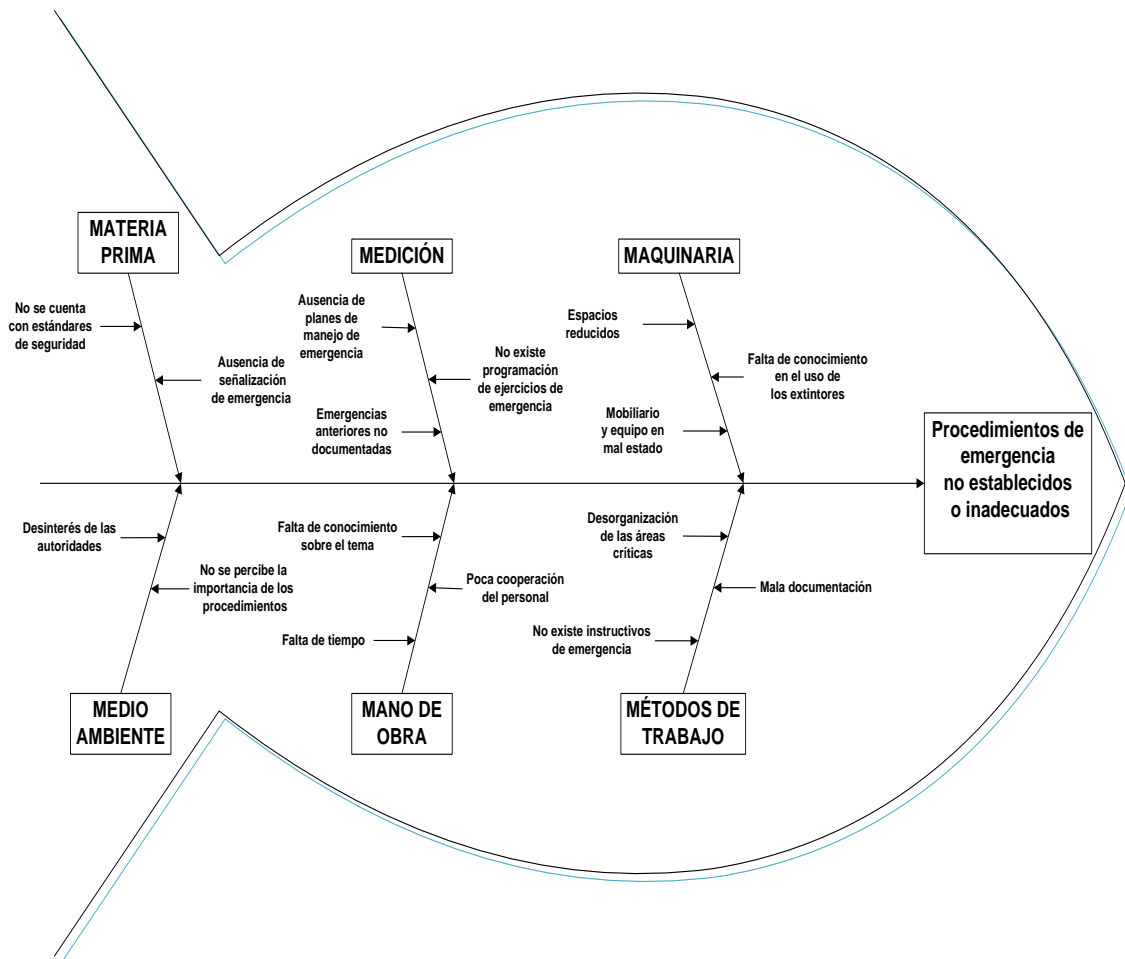 MATERIA
PRIMA
MEDICIÓN
MAQUINARIA
No se cuenta
con estándares
de seguridad
Ausencia de
señalización
de emergencia
Ausencia de
planes de
manejo de
emergencia
No existe
programación
de ejercicios de
emergencia
Emergencias
anteriores no
documentadas
Espacios
reducidos
Falta de conocimiento
en el uso de
los extintores
Mobiliario
y equipo en
mal estado
Procedimientos de
emergencia
no establecidos
o inadecuados
Desinterés de las
autoridades
No se percibe la
importancia de los
procedimientos
Falta de conocimiento
sobre el tema
Poca cooperación
del personal
Falta de tiempo
Desorganización
de las áreas
críticas
Mala documentación
No existe instructivos
de emergencia
MEDIO
AMBIENTE
MANO DE
OBRA
MÉTODOS DE
TRABAJO